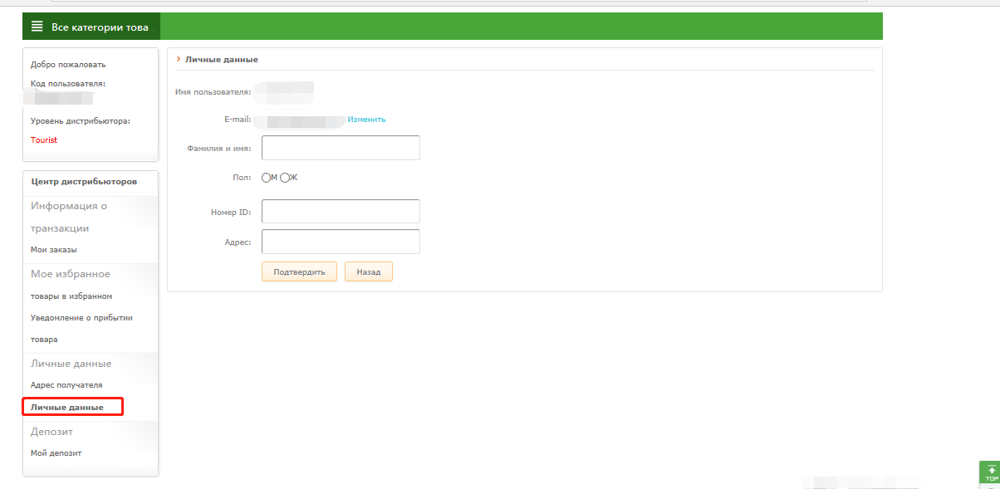 Все категории това
Добро пожаловать
Код пользователя:
Уровень дистрибьютора:
Tourist
Центр дистрибьюторов
Информация о
транзакции
Мои заказы
Мое избранное
товары в избранном
Уведомление о прибытии
товара
Личные данные
Адрес получателя
Личные данные
Депозит
Мой депозит
Личные данные
Имя пользователя:
E-mail: Изменить
Фамилия и имя:
Пол: М Ж
Номер ID:
Адрес:
Подтвердить Назад
TOP